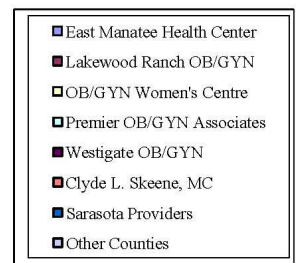 East Manatee Health Center
Lakewood Ranch OB/GYN
OB/GYN Women's Centre
Premier OB/GYN Associates
Westigate OB/GYN
Clyde L. Skeene, MC
Sarasota Providers
Other Counties